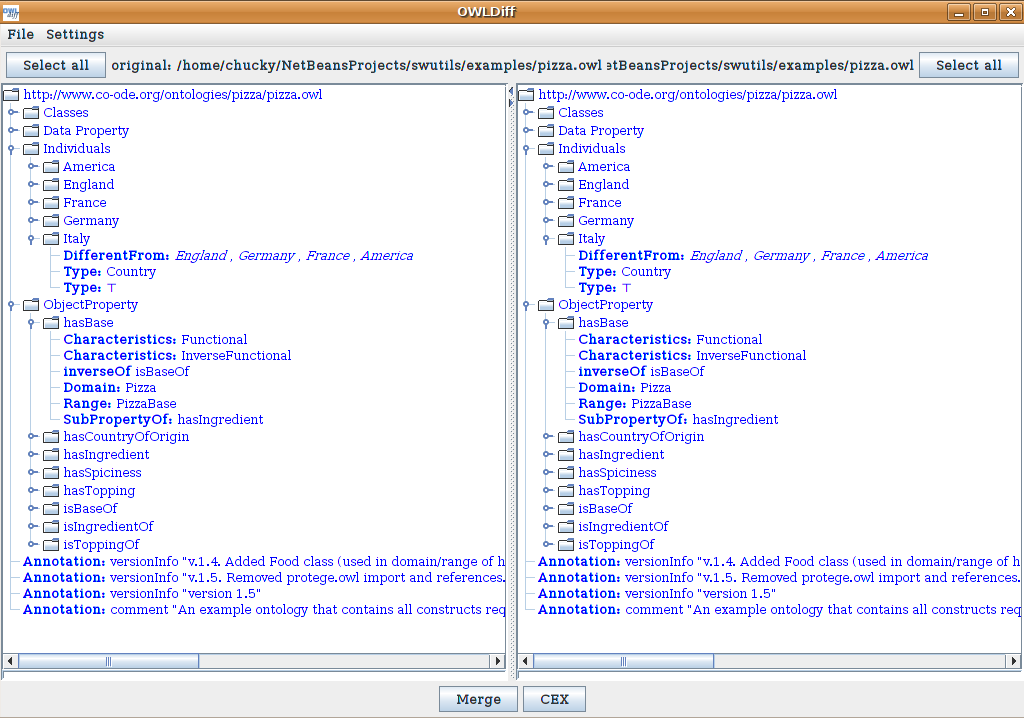 OWLDiff
File Settings
Select all original: /home/chucky/NetBeansProjects/swutils/examples/pizza.owl etBeansProjects/swutils/examples/pizza.owl Select all
http://www.co-ode.org/ontologies/pizza/pizza.owl
Classes
Data Property
Individuals
America
England
France
Germany
Italy
DifferentFrom: England , Germany , France , America
Type: Country
Type: ⊤
ObjectProperty
hasBase
Characteristics: Functional
Characteristics: InverseFunctional
inverseOf isBaseOf
Domain: Pizza
Range: PizzaBase
SubPropertyOf: hasIngredient
hasCountryOfOrigin
hasIngredient
hasSpiciness
hasTopping
isBaseOf
isIngredientOf
isToppingOf
Annotation: versionInfo "v.1.4. Added Food class (used in domain/range of h
Annotation: versionInfo "v.1.5. Removed protege.owl import and references.
Annotation: versionInfo "version 1.5"
Annotation: comment "An example ontology that contains all constructs req
http://www.co-ode.org/ontologies/pizza/pizza.owl
Classes
Data Property
Individuals
America
England
France
Germany
Italy
DifferentFrom: England , Germany , France , America
Type: Country
Type: ⊤
ObjectProperty
hasBase
Characteristics: Functional
Characteristics: InverseFunctional
inverseOf isBaseOf
Domain: Pizza
Range: PizzaBase
SubPropertyOf: hasIngredient
hasCountryOfOrigin
hasIngredient
hasSpiciness
hasTopping
isBaseOf
isIngredientOf
isToppingOf
Annotation: versionInfo "v.1.4. Added Food class (used in domain/range of h
Annotation: versionInfo "v.1.5. Removed protege.owl import and references.
Annotation: versionInfo "version 1.5"
Annotation: comment "An example ontology that contains all constructs req
Merge CEX